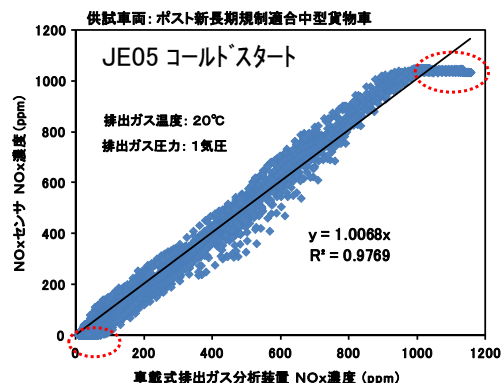 供試車両: ポスト新長期規制適合中型貨物車
JE05 コールドスタート
排出ガス温度: 20℃
排出ガス圧力: 1気圧
y = 1.0068x
R² = 0.9769
NOxセンサ NOx濃度(ppm)
1200
1000
800
600
400
200
0
0 200 400 600 800 1000 1200
車載式排出ガス分析装置 NOx濃度 (ppm)